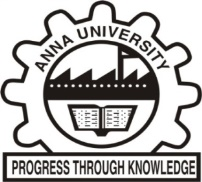 ANNA UNIVERSITY
PROGRESS THROUGH KNOWLEDGE